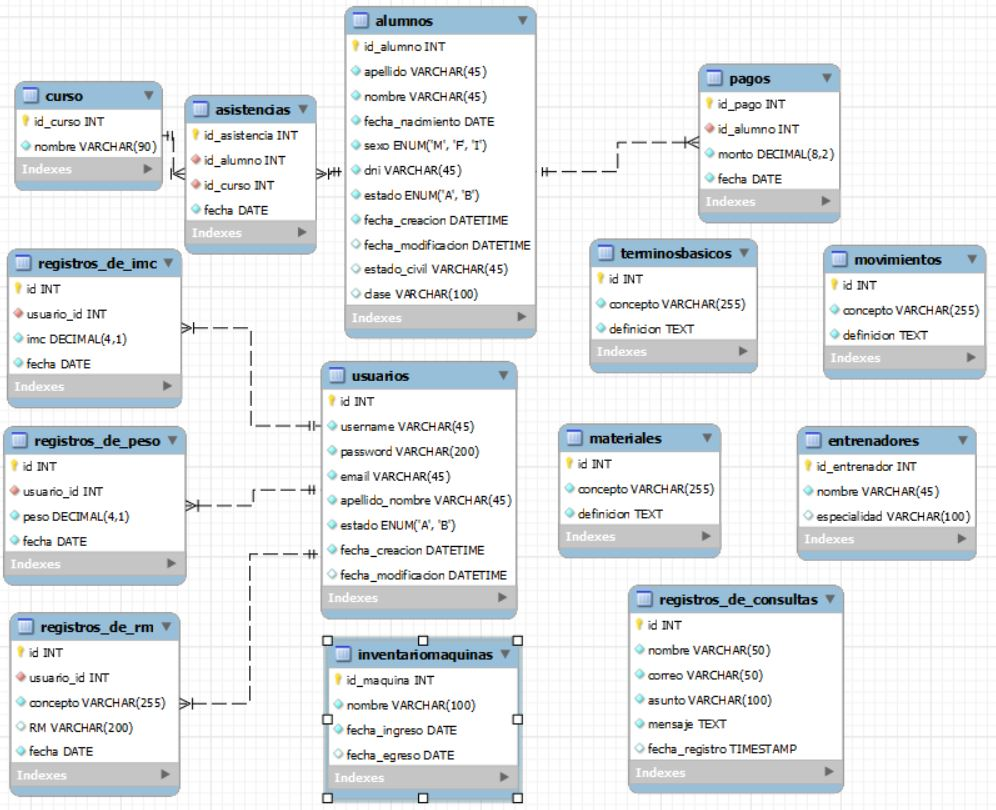 alumnos
id_alumno INT
apellido VARCHAR(45)
nombre VARCHAR(45)
fecha_nacimiento DATE
sexo ENUM('M', 'F', 'I')
dni VARCHAR(45)
estado ENUM('A', 'B')
fecha_creacion DATETIME
fecha_modificacion DATETIME
estado_civil VARCHAR(45)
clase VARCHAR(100)
Indexes
curso
id_curso INT
nombre VARCHAR(90)
Indexes
asistencias
id_asistencia INT
id_alumno INT
id_curso INT
fecha DATE
Indexes
pagos
id_pago INT
id_alumno INT
monto DECIMAL(8,2)
fecha DATE
Indexes
registros_de_imc
id INT
usuario_id INT
imc DECIMAL(4,1)
fecha DATE
Indexes
terminosbasicos
id INT
concepto VARCHAR(255)
definicion TEXT
Indexes
movimientos
id INT
concepto VARCHAR(255)
definicion TEXT
Indexes
usuarios
id INT
username VARCHAR(45)
password VARCHAR(200)
email VARCHAR(45)
apellido_nombre VARCHAR(45)
estado ENUM('A', 'B')
fecha_creacion DATETIME
fecha_modificacion DATETIME
Indexes
registros_de_peso
id INT
usuario_id INT
peso DECIMAL(4,1)
fecha DATE
Indexes
materiales
id INT
concepto VARCHAR(255)
definicion TEXT
Indexes
entrenadores
id_entrenador INT
nombre VARCHAR(45)
especialidad VARCHAR(100)
Indexes
registros_de_rm
id INT
usuario_id INT
concepto VARCHAR(255)
RM VARCHAR(200)
fecha DATE
Indexes
inventariomaquinas
id_maquina INT
nombre VARCHAR(100)
fecha_ingreso DATE
fecha_egreso DATE
Indexes
registros_de_consultas
id INT
nombre VARCHAR(50)
correo VARCHAR(50)
asunto VARCHAR(100)
mensaje TEXT
fecha_registro TIMESTAMP
Indexes